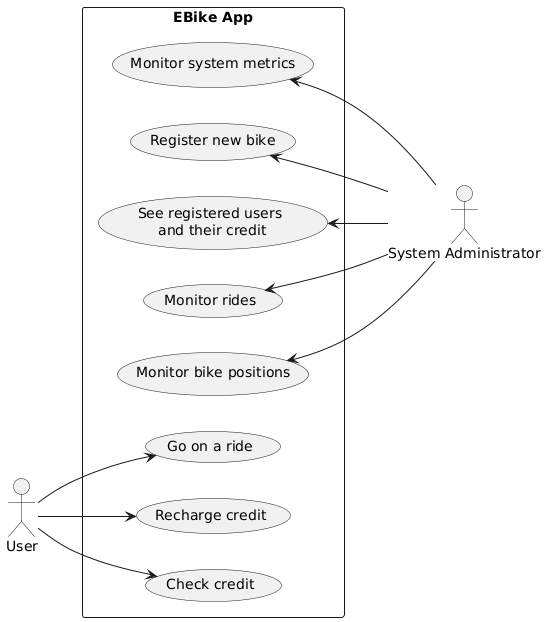 EBike App
Monitor system metrics
Register new bike
See registered users
and their credit
System Administrator
Monitor rides
Monitor bike positions
Go on a ride
Recharge credit
User
Check credit